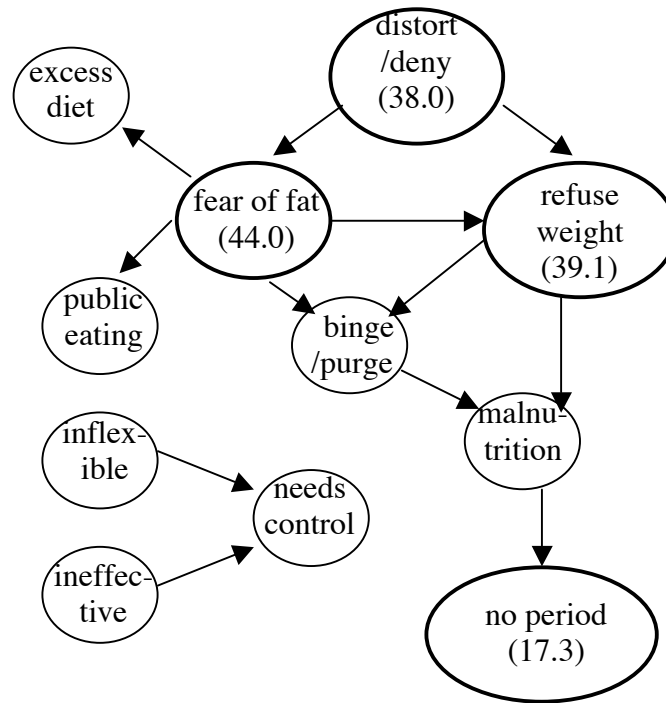 distort
/deny
(38.0)
excess
diet
fear of fat
(44.0)
refuse
weight
(39.1)
public
eating
binge
/purge
malnu-
trition
inflex-
ible
needs
control
ineffec-
tive
no period
(17.3)